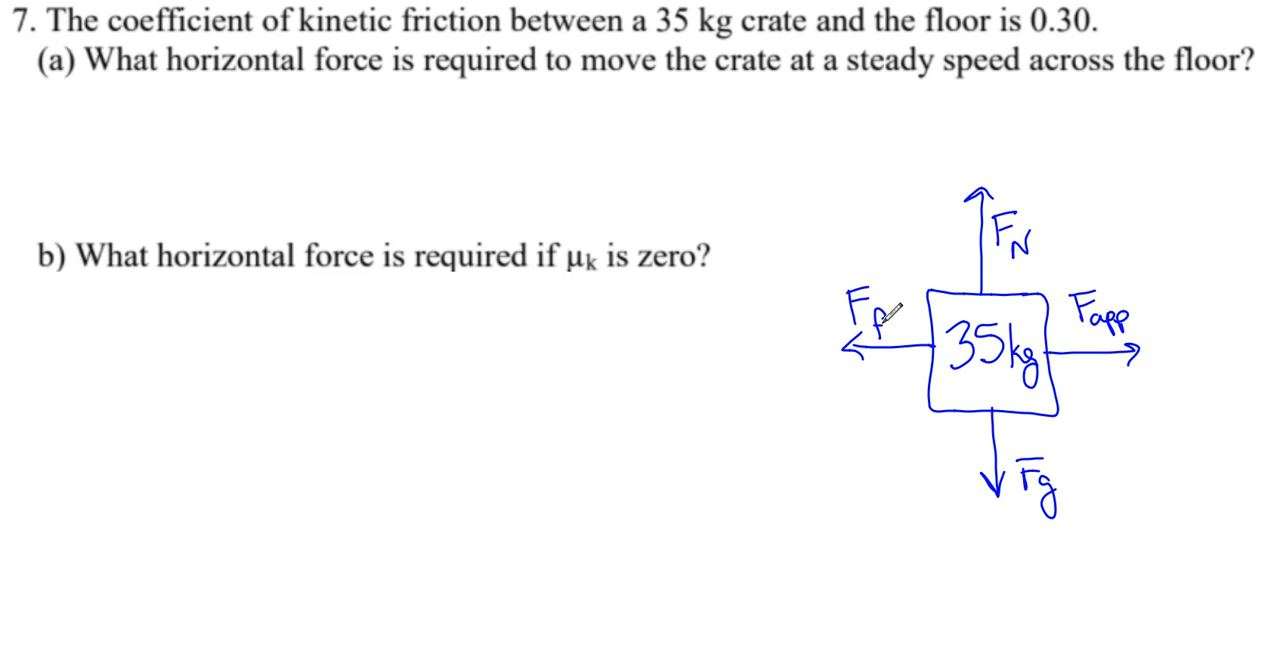 7. The coefficient of kinetic friction between a 35 kg crate and the floor is 0.30.
(a) What horizontal force is required to move the crate at a steady speed across the floor?
b) What horizontal force is required if μk is zero?
FN
Ff
35kg
Fapp
Fg